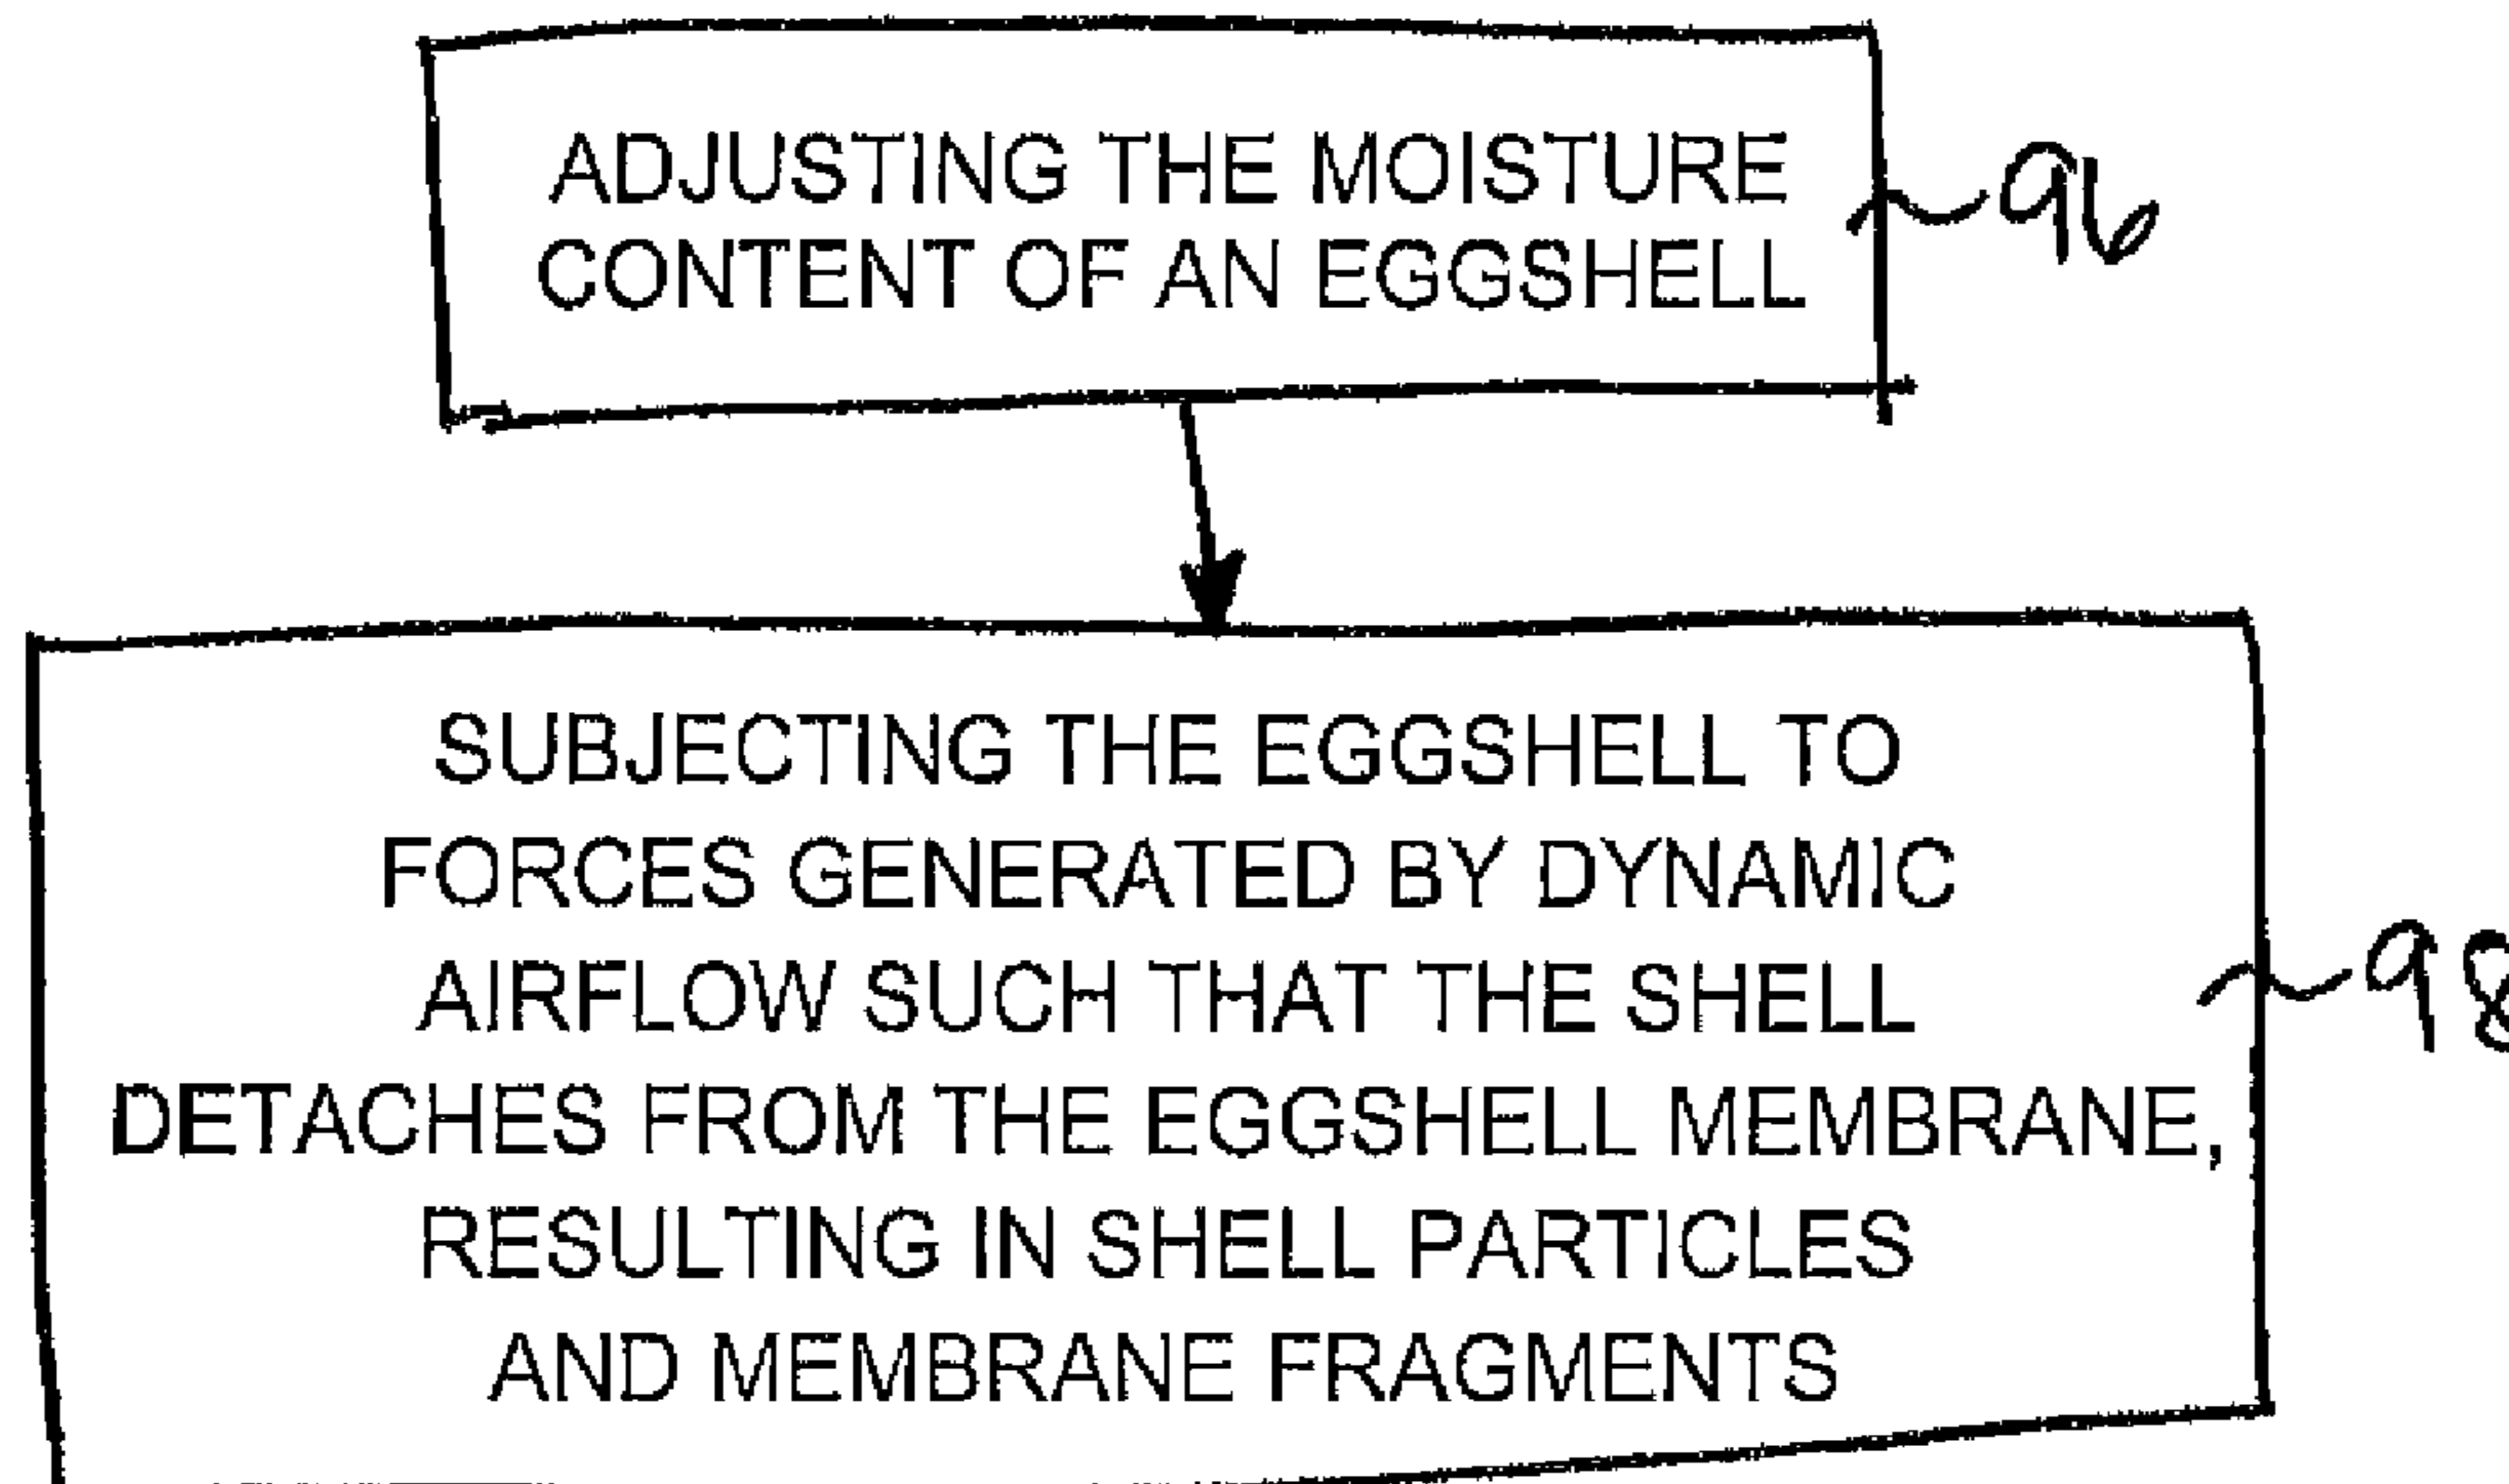 ADJUSTING THE MOISTURE
CONTENT OF AN EGGSHELL
96
SUBJECTING THE EGGSHELL TO
FORCES GENERATED BY DYNAMIC
AIRFLOW SUCH THAT THE SHELL
DETACHES FROM THE EGGSHELL MEMBRANE,
RESULTING IN SHELL PARTICLES
AND MEMBRANE FRAGMENTS
98